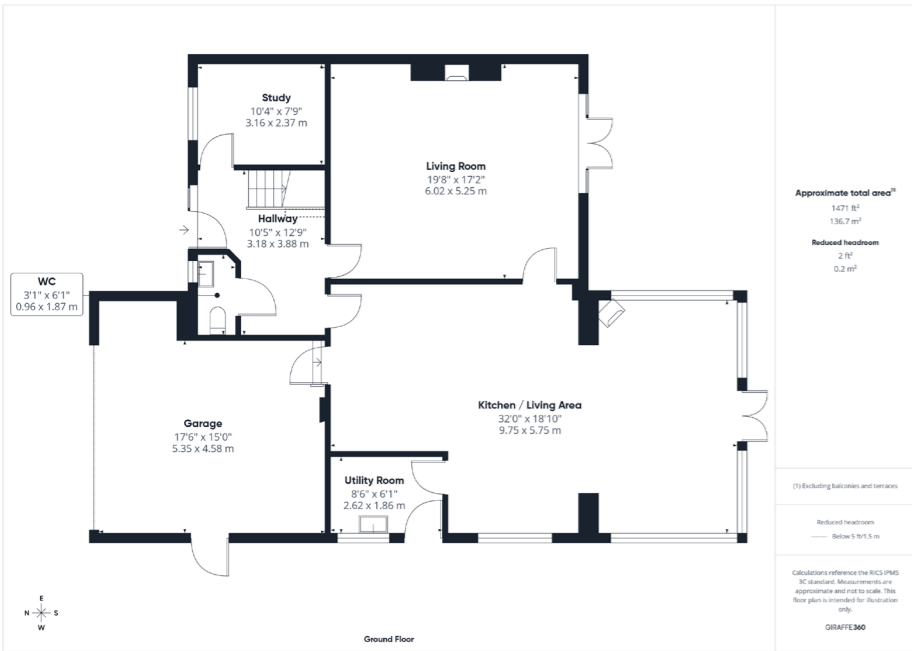 Study
10'4" x 7'9"
3.16 x 2.37 m
Living Room
19'8" x 17'2"
6.02 x 5.25 m
Hallway
10'5" x 12'9"
3.18 x 3.88 m
WC
3'1" x 6'1"
0.96 x 1.87 m
Kitchen / Living Area
32'0" x 18'10"
9.75 x 5.75 m
Garage
17'6" x 15'0"
5.35 x 4.58 m
Utility Room
8'6" x 6'1"
2.62 x 1.86 m
E
N
S
W
Ground Floor
Approximate total area⁽¹⁾
1471 ft²
136.7 m²
Reduced headroom
2 ft²
0.2 m²
(1) Excluding balconies and terraces
Reduced headroom
Below 5 ft/1.5 m
Calculations reference the RICS IPMS
3C standard. Measurements are
approximate and not to scale. This
floor plan is intended for illustration
only.
GIRAFFE360